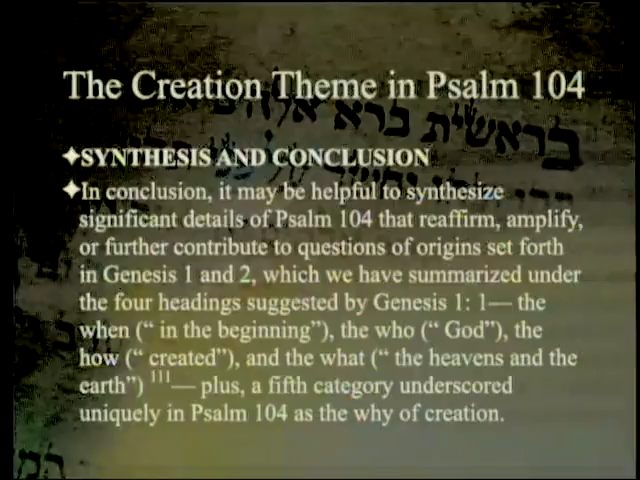 The Creation Theme in Psalm 104
בראשית ברא אלהים
✦SYNTHESIS AND CONCLUSION
✦In conclusion, it may be helpful to synthesize
significant details of Psalm 104 that reaffirm, amplify,
or further contribute to questions of origins set forth
in Genesis 1 and 2, which we have summarized under
the four headings suggested by Genesis 1: 1— the
when (“ in the beginning”), the who (“ God”), the
how (“ created”), and the what (“ the heavens and the
earth”) 111— plus, a fifth category underscored
uniquely in Psalm 104 as the why of creation.